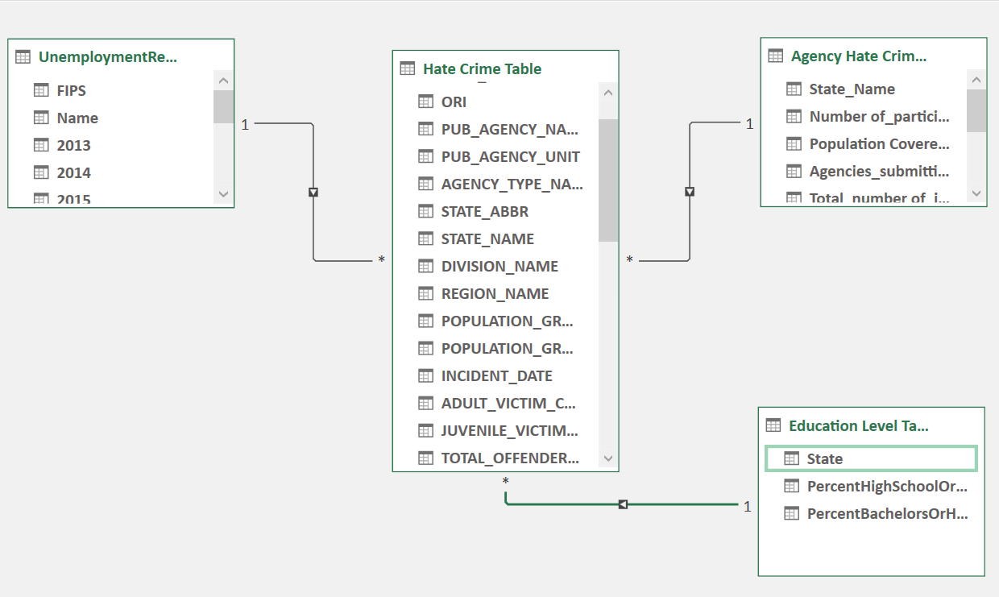 UnemploymentRe...
FIPS
Name
2013
2014
2015
1
*
Hate Crime Table
ORI
PUB_AGENCY_NA...
PUB_AGENCY_UNIT
AGENCY_TYPE_NA...
STATE_ABBR
STATE_NAME
DIVISION_NAME
REGION_NAME
POPULATION_GR...
POPULATION_GR...
INCIDENT_DATE
ADULT_VICTIM_C...
JUVENILE_VICTIM...
TOTAL_OFFENDER...
*
*
1
Agency Hate Crim...
State_Name
Number of_partici...
Population Covere...
Agencies_submitti...
Total_number_of_i...
1
Education Level Ta...
State
PercentHighSchoolOr...
PercentBachelorsOrH...